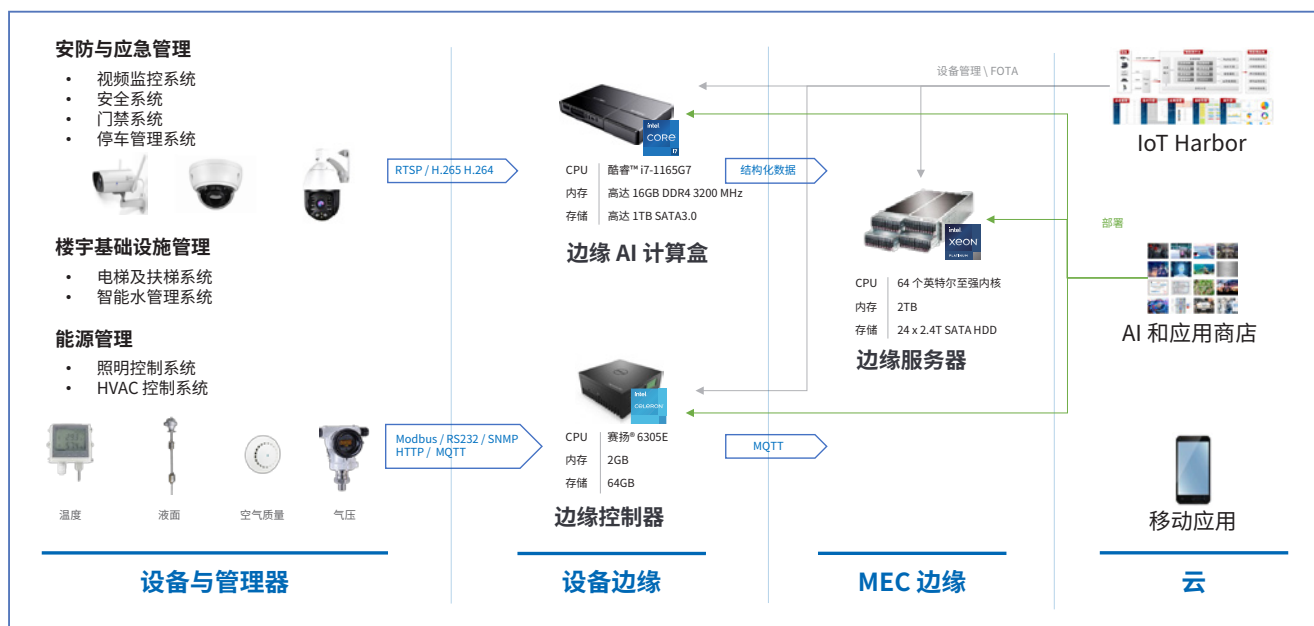 安防与应急管理
• 视频监控系统
• 安全系统
• 门禁系统
• 停车管理系统
楼宇基础设施管理
• 电梯及扶梯系统
• 智能水管理系统
能源管理
• 照明控制系统
• HVAC 控制系统
温度
液面
空气质量
气压
设备与管理器
RTSP / H.265 H.264
Modbus / RS232 / SNMP
HTTP / MQTT
intel
CORE
i7
CPU 酷睿™ i7-1165G7
内存 高达 16GB DDR4 3200 MHz
存储 高达 1TB SATA3.0
边缘 AI 计算盒
intel
CELERON
CPU 赛扬® 6305E
内存 2GB
存储 64GB
边缘控制器
设备边缘
结构化数据
MQTT
设备管理 \ FOTA
intel
XEON
PLATINUM
CPU 64 个英特尔至强内核
内存 2TB
存储 24 x 2.4T SATA HDD
边缘服务器
MEC 边缘
IoT Harbor
部署
AI 和应用商店
移动应用
云